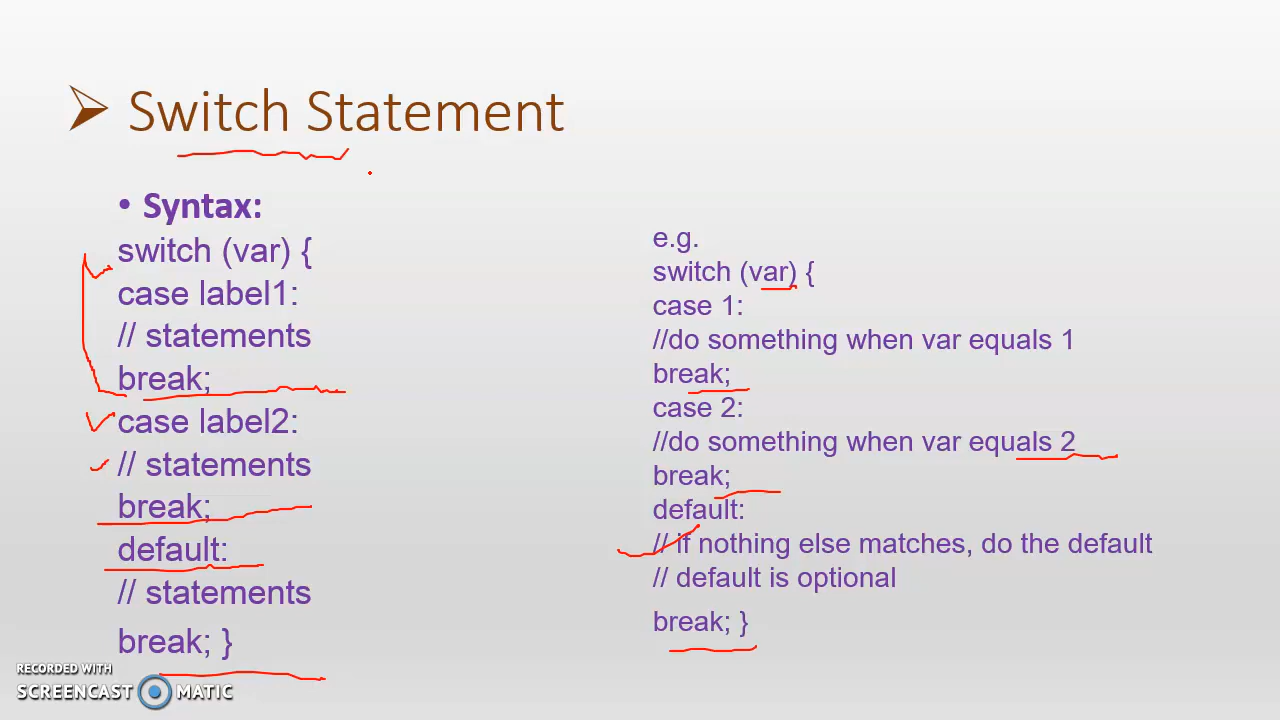 Switch Statement
• Syntax:
switch (var) {
case label1:
// statements
break;
case label2:
// statements
break;
default:
// statements
break; }
e.g.
switch (var) {
case 1:
//do something when var equals 1
break;
case 2:
//do something when var equals 2
break;
default:
// if nothing else matches, do the default
// default is optional
break; }
RECORDED WITH
SCREENCAST MATIC